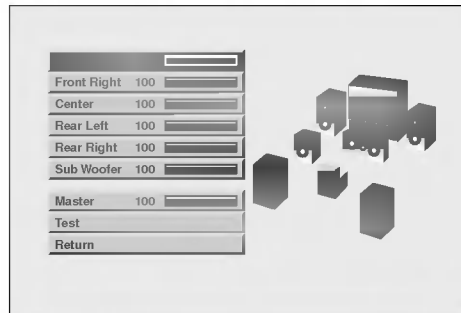 Front Right 100
Center 100
Rear Left 100
Rear Right 100
Sub Woofer 100
Master 100
Test
Return